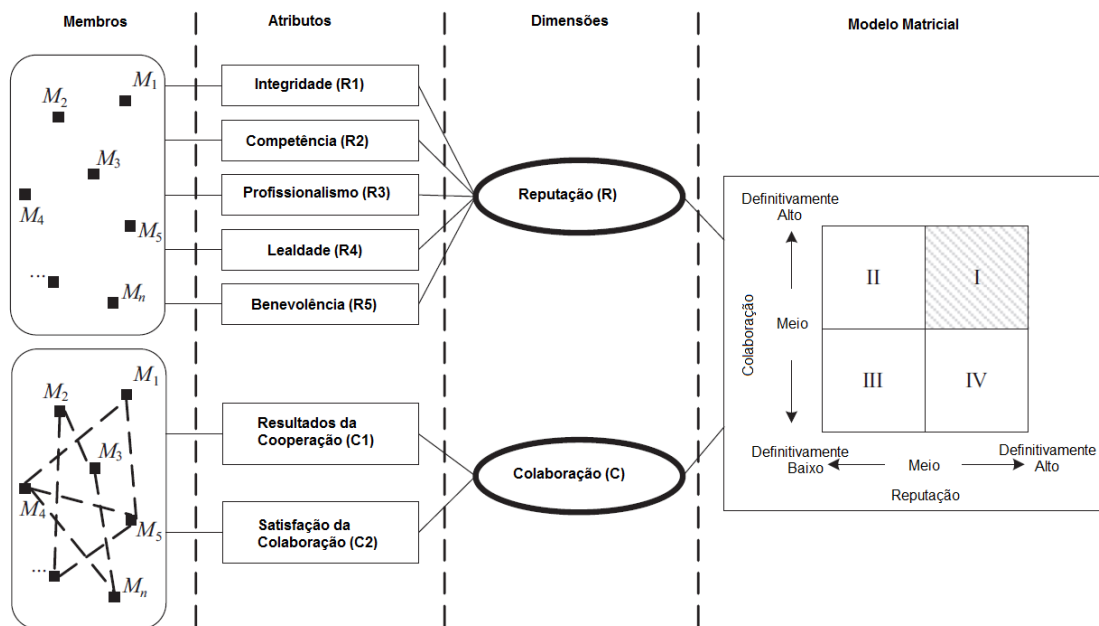 Membros
Atributos
Dimensões
Modelo Matricial
M1
M2
M3
M4
M5
...
Mn
Integridade (R1)
Competência (R2)
Profissionalismo (R3)
Lealdade (R4)
Benevolência (R5)
Reputação (R)
M1
M2
M3
M4
M5
...
Mn
Resultados da
Cooperação (C1)
Satisfação da
Colaboração (C2)
Colaboração (C)
Definitivamente
Alto
Meio
Colaboração
II
I
III
IV
Definitivamente
Baixo
Meio
Definitivamente
Alto
Reputação